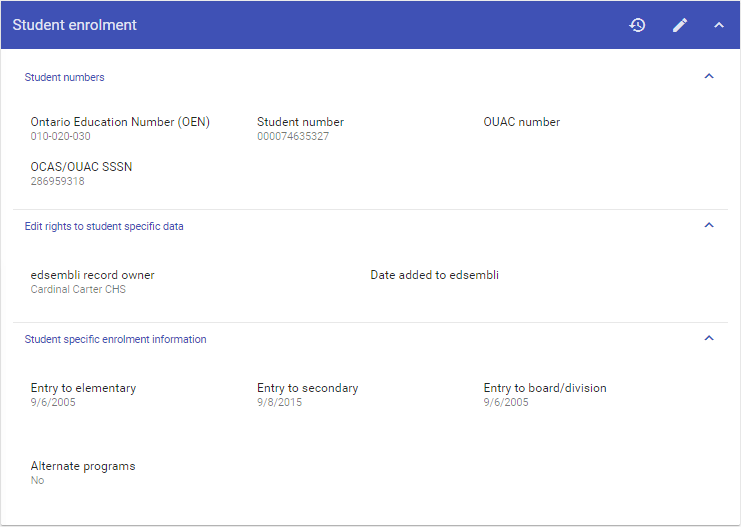 Student enrolment
Student numbers
Ontario Education Number (OEN) Student number OUAC number
010-020-030 000074635327
OCAS/OUAC SSSN
286959318
Edit rights to student specific data
edsembli record owner Date added to edsembli
Cardinal Carter CHS
Student specific enrolment information
Entry to elementary Entry to secondary Entry to board/division
9/6/2005 9/8/2015 9/6/2005
Alternate programs
No